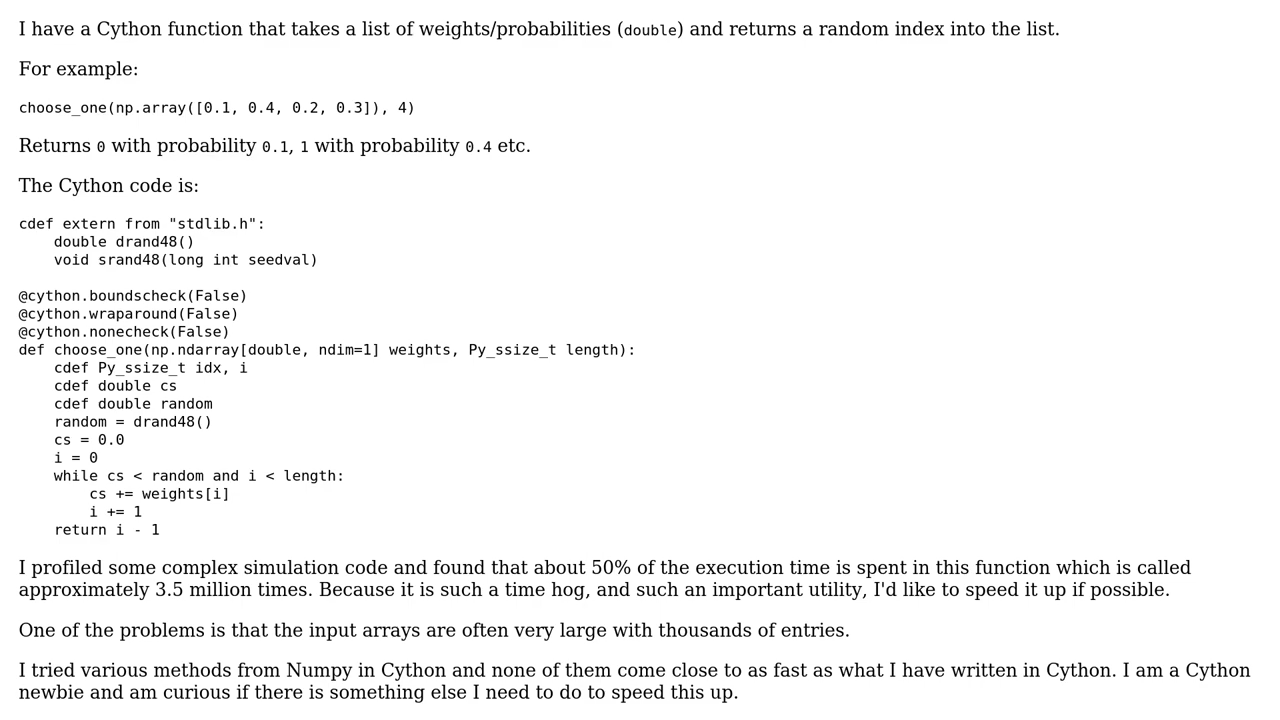 I have a Cython function that takes a list of weights/probabilities (double) and returns a random index into the list.
For example:
choose_one(np.array([0.1, 0.4, 0.2, 0.3]), 4)
Returns 0 with probability 0.1, 1 with probability 0.4 etc.
The Cython code is:
cdef extern from "stdlib.h":
    double drand48()
    void srand48(long int seedval)

@cython.boundscheck(False)
@cython.wraparound(False)
@cython.nonecheck(False)
def choose_one(np.ndarray[double, ndim=1] weights, Py_ssize_t length):
    cdef Py_ssize_t idx, i
    cdef double cs
    cdef double random
    random = drand48()
    cs = 0.0
    i = 0
    while cs < random and i < length:
        cs += weights[i]
        i += 1
    return i - 1
I profiled some complex simulation code and found that about 50% of the execution time is spent in this function which is called
approximately 3.5 million times. Because it is such a time hog, and such an important utility, I'd like to speed it up if possible.
One of the problems is that the input arrays are often very large with thousands of entries.
I tried various methods from Numpy in Cython and none of them come close to as fast as what I have written in Cython. I am a Cython
newbie and am curious if there is something else I need to do to speed this up.